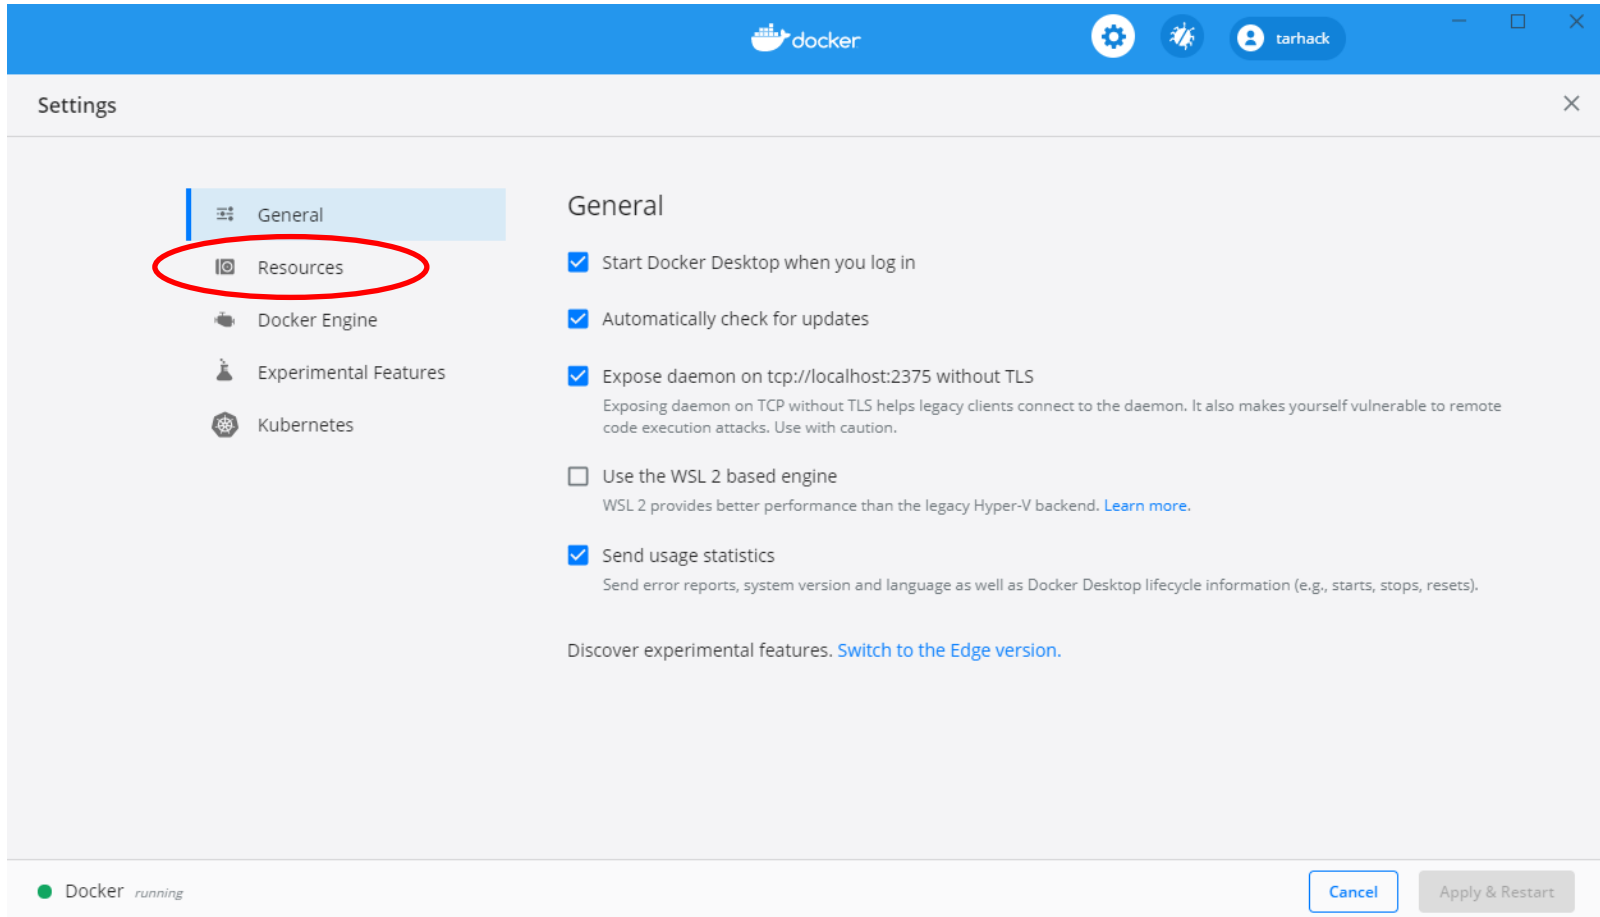 docker
tarhack
Settings
General
Resources
Docker Engine
Experimental Features
Kubernetes
General
Start Docker Desktop when you log in
Automatically check for updates
Expose daemon on tcp://localhost:2375 without TLS
Exposing daemon on TCP without TLS helps legacy clients connect to the daemon. It also makes yourself vulnerable to remote
code execution attacks. Use with caution.
Use the WSL 2 based engine
WSL 2 provides better performance than the legacy Hyper-V backend. Learn more.
Send usage statistics
Send error reports, system version and language as well as Docker Desktop lifecycle information (e.g., starts, stops, resets).
Discover experimental features. Switch to the Edge version.
Docker running
Cancel
Apply & Restart